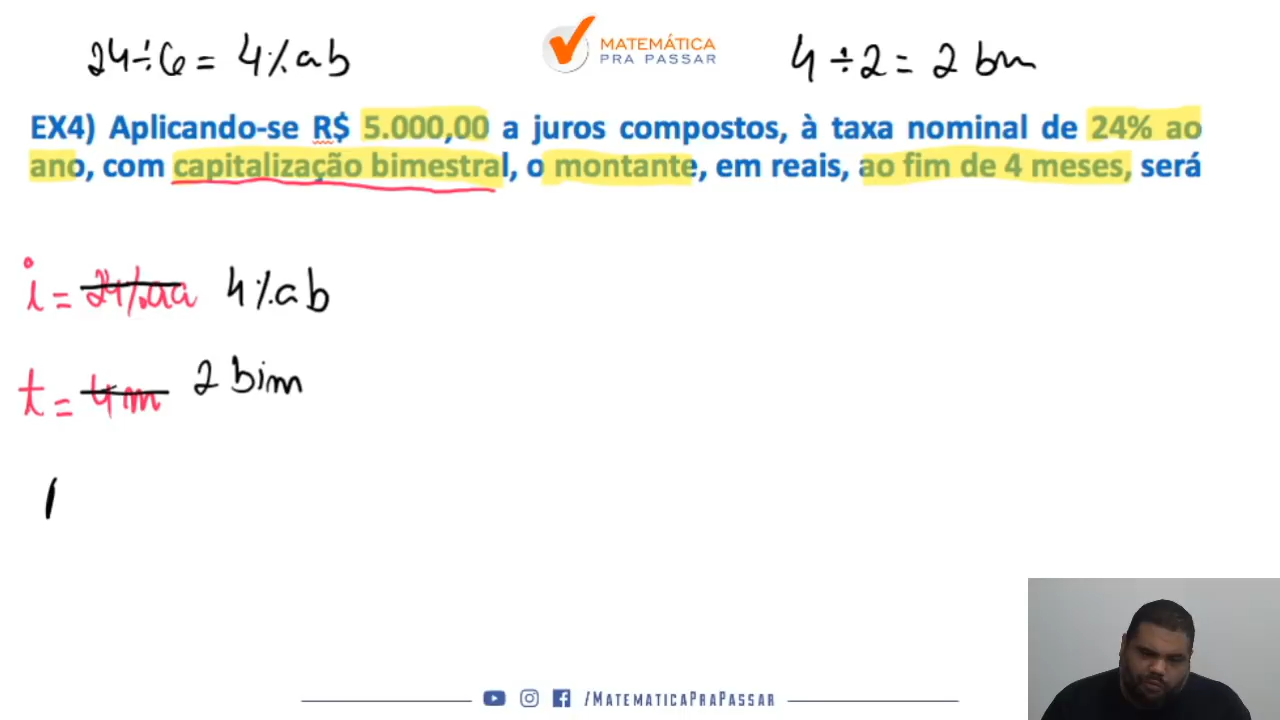 24÷6 = 4% ab
MATEMÁTICA
PRA PASSAR
4÷2 = 2 bm
EX4) Aplicando-se R$ 5.000,00 a juros compostos, à taxa nominal de 24% ao
ano, com capitalização bimestral, o montante, em reais, ao fim de 4 meses, será
i = 24%aa 4%ab
t = 4m 2 bim
/MATEMATICAPRAPASSAR